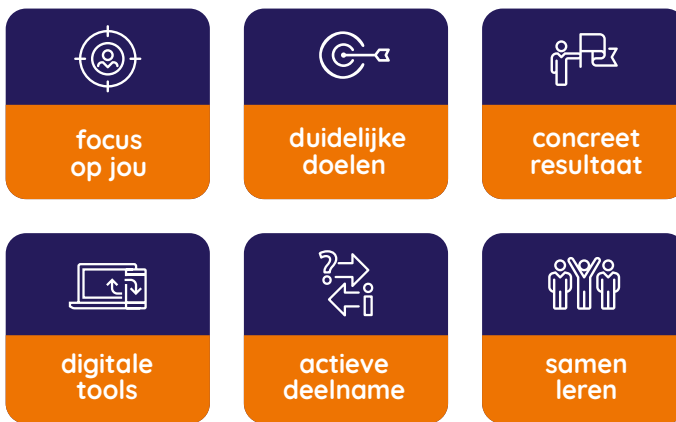 focus
op jou
duidelijke
doelen
concreet
resultaat
digitale
tools
actieve
deelname
samen
leren